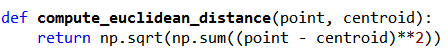 def compute_euclidean_distance(point, centroid):
    return np.sqrt(np.sum((point - centroid)**2))